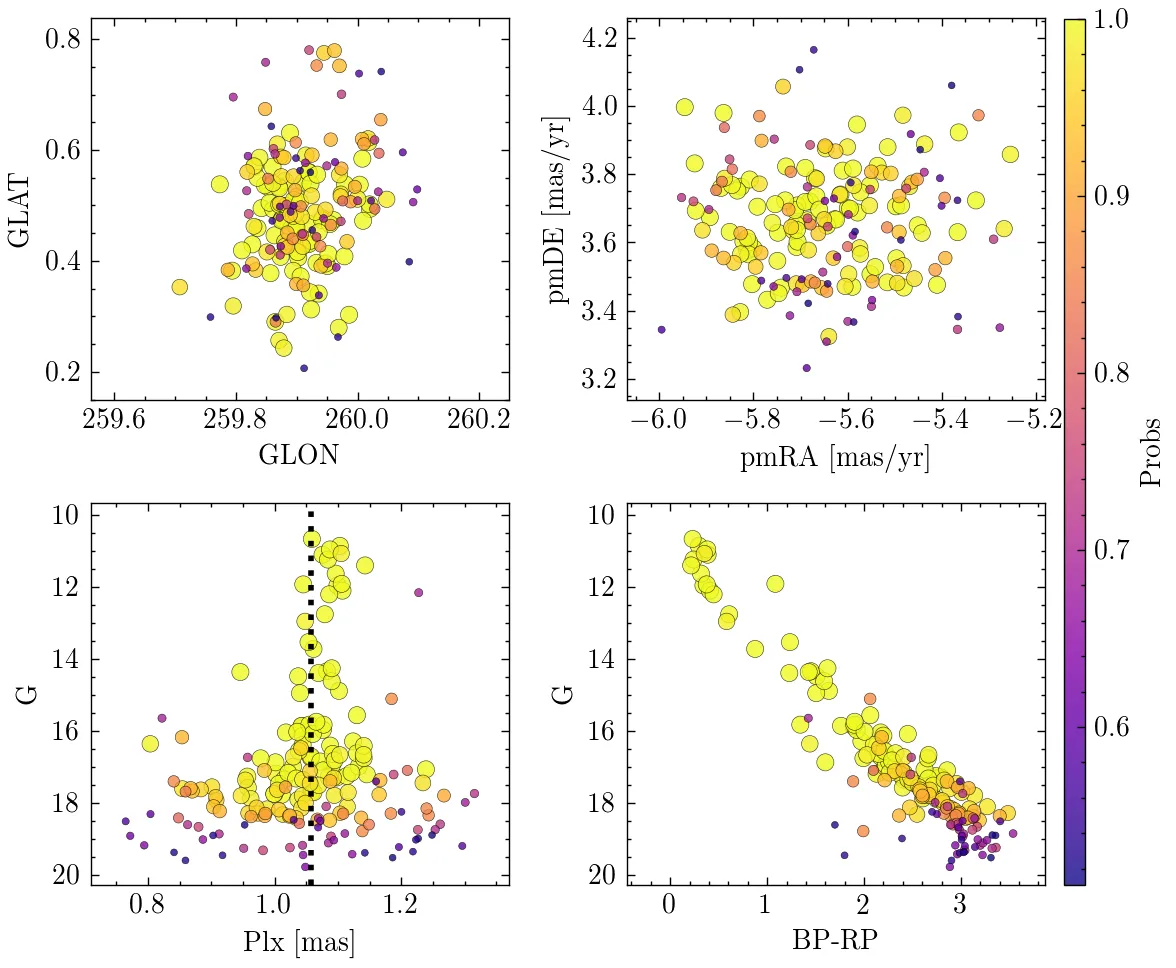 0.8
0.6
0.4
0.2
GLAT
259.6 259.8 260.0 260.2
GLON
4.2
4.0
3.8
3.6
3.4
3.2
pmDE [mas/yr]
−6.0 −5.8 −5.6 −5.4 −5.2
pmRA [mas/yr]
10
12
14
16
18
20
G
0.8 1.0 1.2
Plx [mas]
10
12
14
16
18
20
G
0 1 2 3
BP-RP
1.0
0.9
0.8
0.7
0.6
Probs